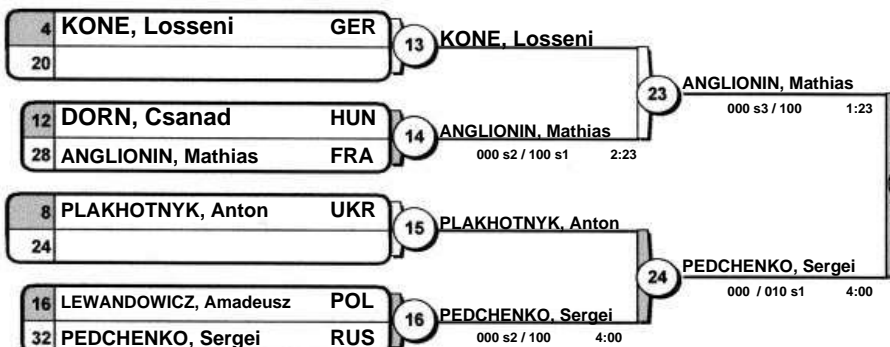 4 KONE, Losseni GER
20
13 KONE, Losseni
12 DORN, Csanad HUN
28 ANGLIONIN, Mathias FRA
14 ANGLIONIN, Mathias
000 s2 / 100 s1 2:23
23 ANGLIONIN, Mathias
000 s3 / 100 1:23
8 PLAKHOTNYK, Anton UKR
24
15 PLAKHOTNYK, Anton
16 LEWANDOWICZ, Amadeusz POL
32 PEDCHENKO, Sergei RUS
16 PEDCHENKO, Sergei
000 s2 / 100 4:00
24 PEDCHENKO, Sergei
000 / 010 s1 4:00